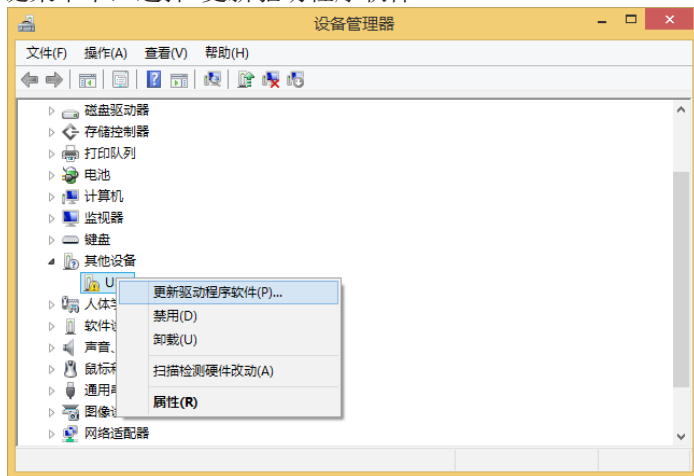 设备管理器
文件(F) 操作(A) 查看(V) 帮助(H)
磁盘驱动器
存储控制器
打印队列
电池
计算机
监视器
键盘
其他设备
U
更新驱动程序软件(P)...
人体
禁用(D)
软件
卸载(U)
声音、
鼠标
扫描检测硬件改动(A)
通用
属性(R)
图像
网络适配器